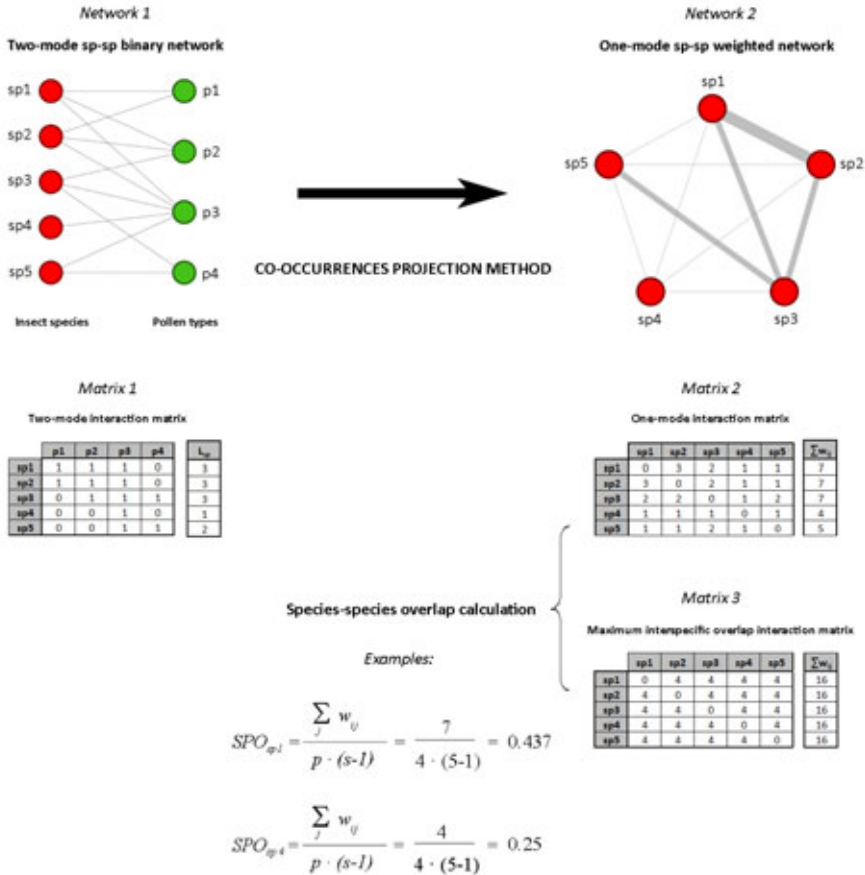 Network 1
Two-mode sp-sp binary network
sp1
sp2
sp3
sp4
sp5
p1
p2
p3
p4
Insect species
Pollen types
CO-OCCURRENCES PROJECTION METHOD
Network 2
One-mode sp-sp weighted network
sp1
sp5
sp2
sp4
sp3
Matrix 1
Two-mode interaction matrix
p1 p2 p3 p4 L_sp
sp1 1 1 1 0 3
sp2 1 1 1 0 3
sp3 0 1 1 1 3
sp4 0 0 1 0 1
sp5 0 0 1 1 2
Matrix 2
One-mode interaction matrix
sp1 sp2 sp3 sp4 sp5 ∑w_ij
sp1 0 3 2 1 1 7
sp2 3 0 2 1 1 7
sp3 2 2 0 1 2 7
sp4 1 1 1 0 1 4
sp5 1 1 2 1 0 5
Species-species overlap calculation
Matrix 3
Maximum interspecific overlap interaction matrix
sp1 sp2 sp3 sp4 sp5 ∑w_ij
sp1 0 4 4 4 4 16
sp2 4 0 4 4 4 16
sp3 4 4 0 4 4 16
sp4 4 4 4 0 4 16
sp5 4 4 4 4 0 16
Examples:
SPO_sp1 = ∑_j w_ij / p · (s-1) = 7 / 4 · (5-1) = 0.437
SPO_sp4 = ∑_j w_ij / p · (s-1) = 4 / 4 · (5-1) = 0.25